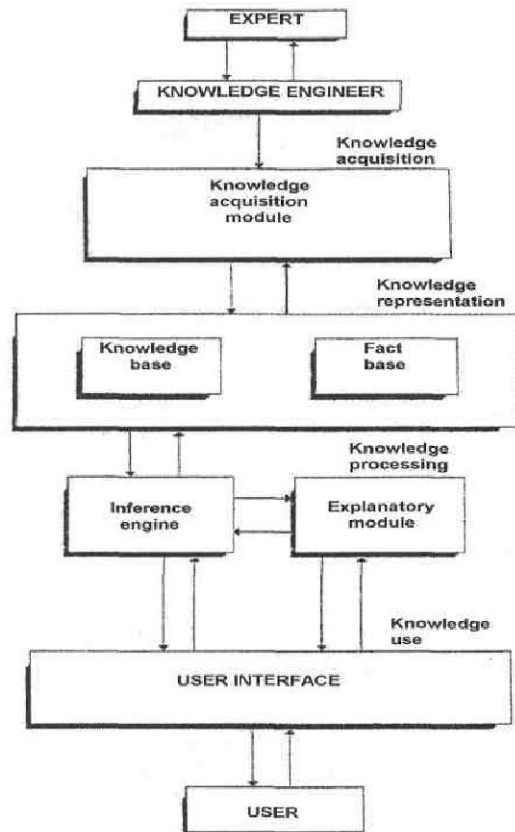 EXPERT
KNOWLEDGE ENGINEER
Knowledge
acquisition
Knowledge
acquisition
module
Knowledge
representation
Knowledge
base
Fact
base
Knowledge
processing
Inference
engine
Explanatory
module
Knowledge
use
USER INTERFACE
USER